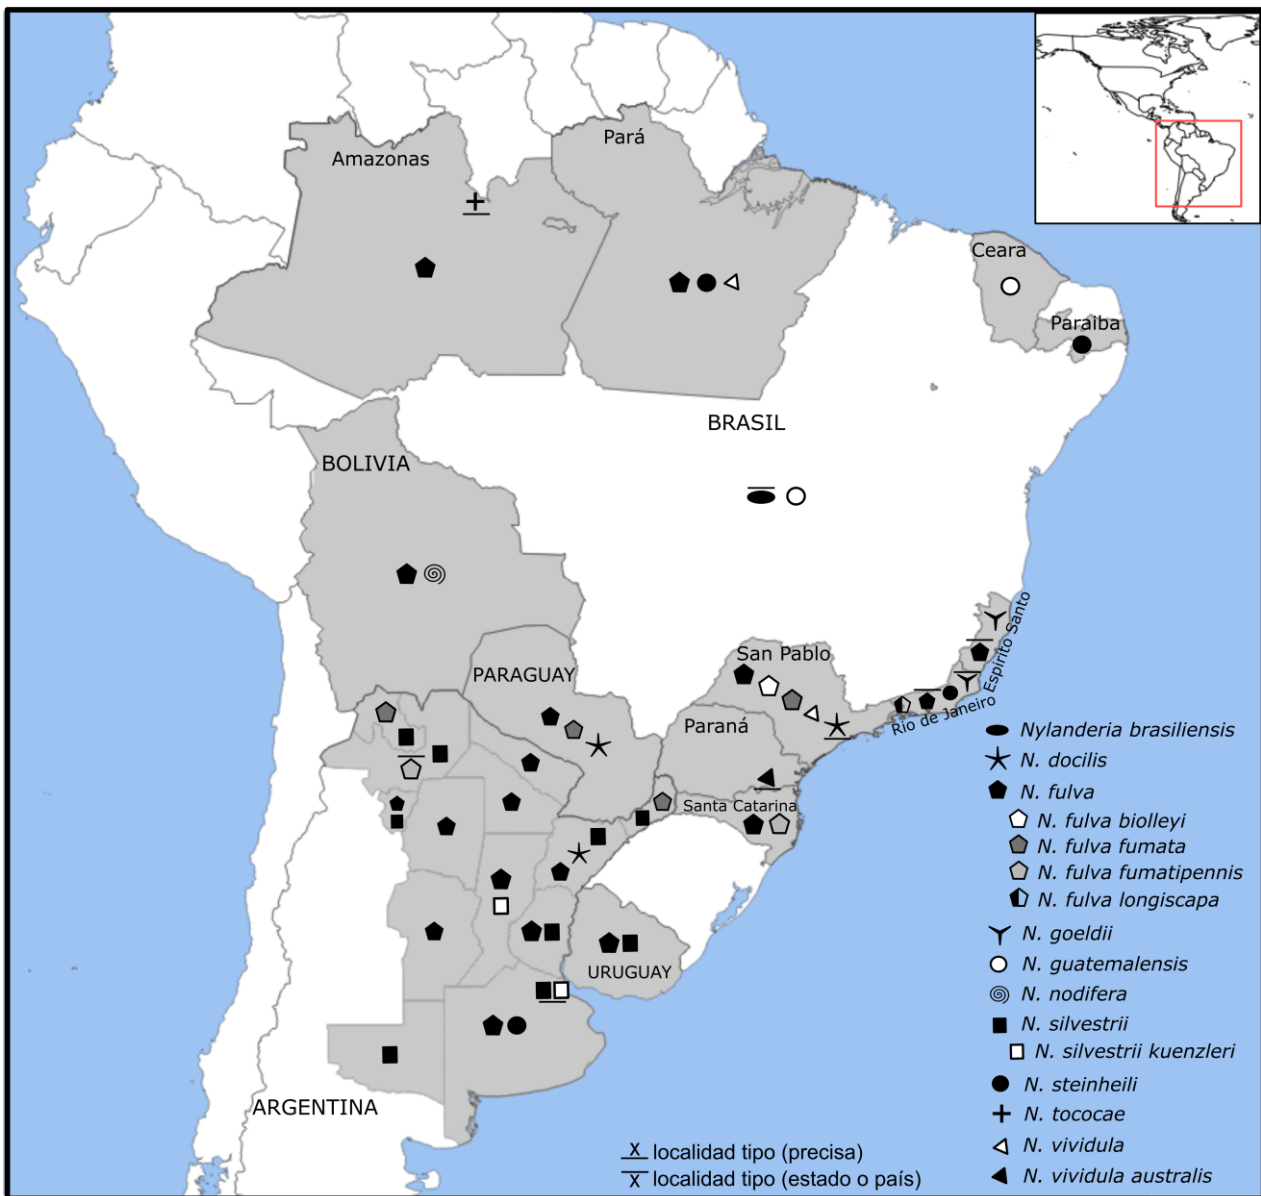 Amazonas
Pará
Ceara
Paraiba
BRASIL
BOLIVIA
PARAGUAY
San Pablo
Espirito Santo
Rio de Janeiro
Paraná
Santa Catarina
URUGUAY
ARGENTINA
Nylanderia brasiliensis
N. docilis
N. fulva
N. fulva biolleyi
N. fulva fumata
N. fulva fumatipennis
N. fulva longiscapa
N. goeldii
N. guatemalensis
N. nodifera
N. silvestrii
N. silvestrii kuenzleri
N. steinheili
N. tococae
N. vividula
N. vividula australis
x localidad tipo (precisa)
x localidad tipo (estado o país)